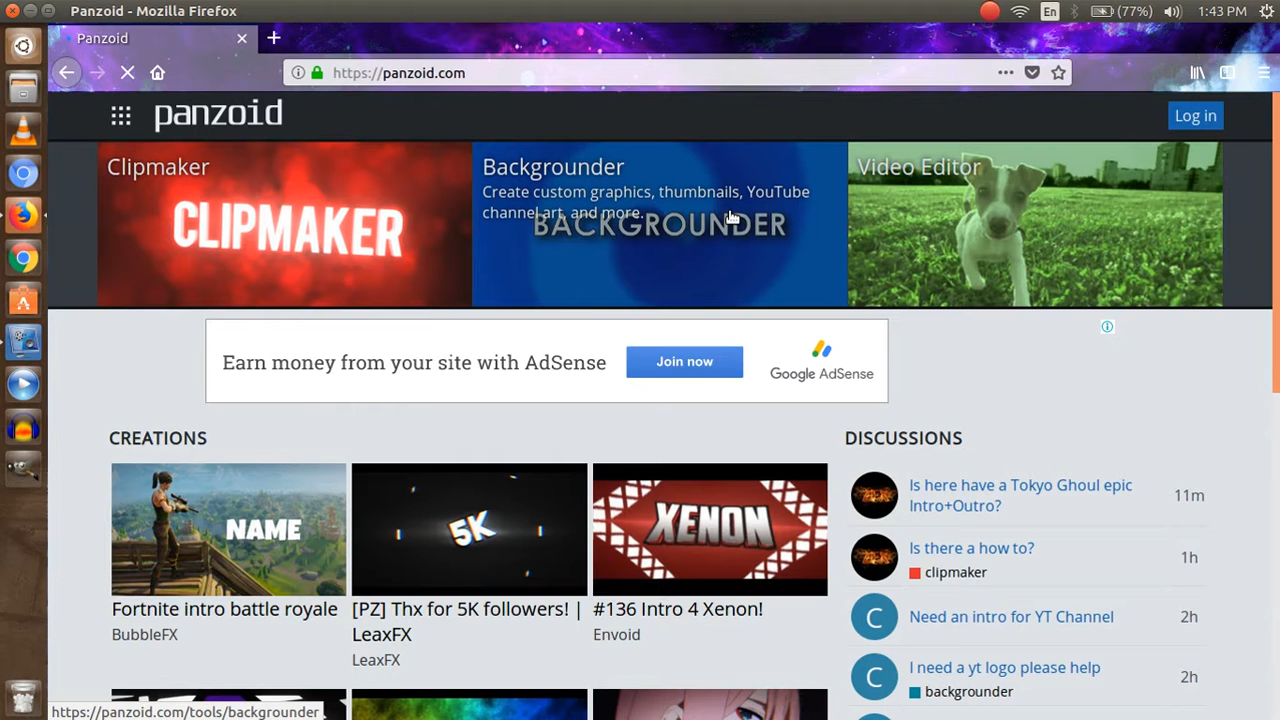 Panzoid - Mozilla Firefox
En
(77%)
1:43 PM
Panzoid
https://panzoid.com
panzoid
Log in
Clipmaker
CLIPMAKER
Backgrounder
Create custom graphics, thumbnails, YouTube
channel art, and more.
BACKGROUNDER
Video Editor
Earn money from your site with AdSense
Join now
Google AdSense
CREATIONS
NAME
Fortnite intro battle royale
BubbleFX
5K
[PZ] Thx for 5K followers! |
LeaxFX
LeaxFX
XENON
#136 Intro 4 Xenon!
Envoid
DISCUSSIONS
Is here have a Tokyo Ghoul epic
Intro+Outro?
11m
Is there a how to?
clipmaker
1h
C
Need an intro for YT Channel
2h
C
I need a yt logo please help
backgrounder
2h
https://panzoid.com/tools/backgrounder